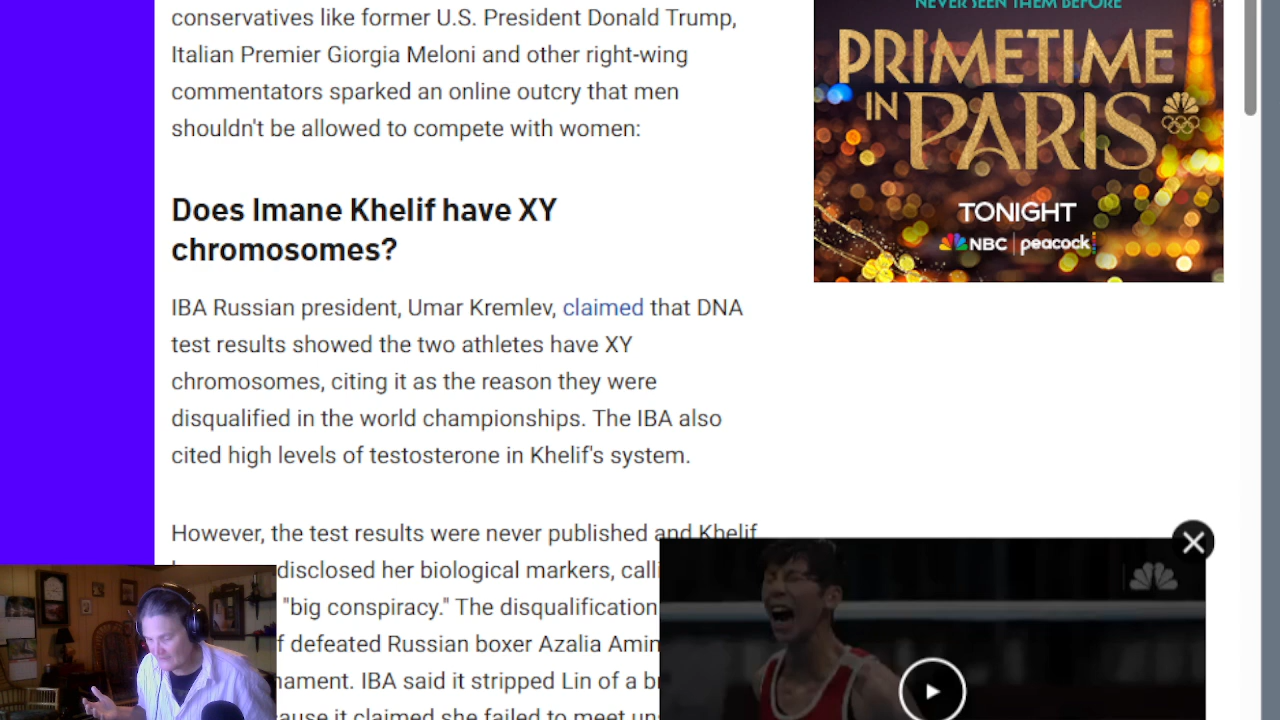 conservatives like former U.S. President Donald Trump,
Italian Premier Giorgia Meloni and other right-wing
commentators sparked an online outcry that men
shouldn't be allowed to compete with women:
Does Imane Khelif have XY
chromosomes?
IBA Russian president, Umar Kremlev, claimed that DNA
test results showed the two athletes have XY
chromosomes, citing it as the reason they were
disqualified in the world championships. The IBA also
cited high levels of testosterone in Khelif's system.
However, the test results were never published and Khelif
disclosed her biological markers,
"big conspiracy." The disqualification
defeated Russian boxer Azalia
IBA said it stripped Lin of a
it claimed she failed to meet
NEVER SEEN THEM BEFORE
PRIMETIME
IN PARIS
TONIGHT
NBC | peacock